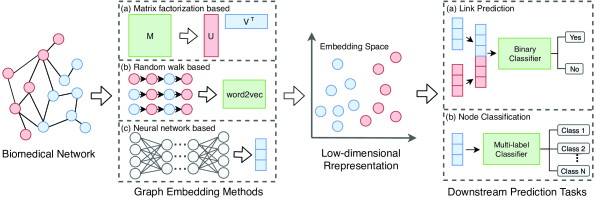 Biomedical Network
(a) Matrix factorization based
M
U
V T
(b) Random walk based
word2vec
(c) Neural network based
Graph Embedding Methods
Embedding Space
Low-dimensional
Rrepresentation
(a) Link Prediction
Binary
Classifier
Yes
No
(b) Node Classification
Multi-label
Classifier
Class 1
Class 2
Class N
Downstream Prediction Tasks